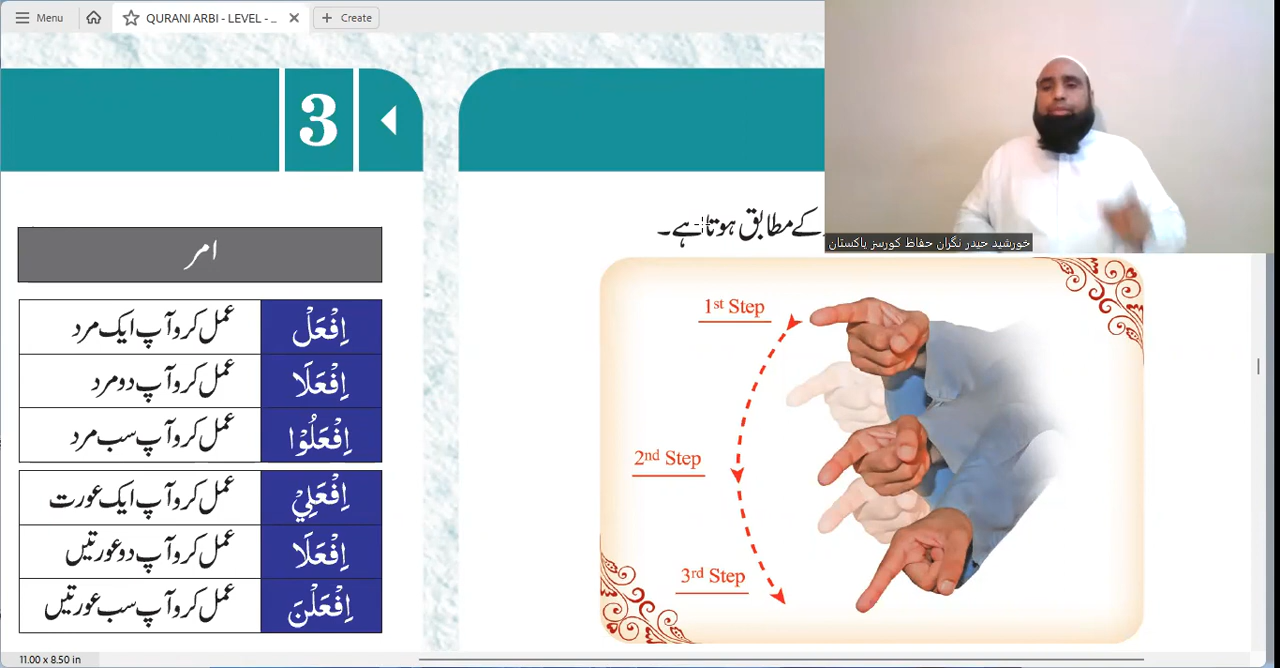 Menu
QURANI ARBI - LEVEL - _
Create
3
کے مطابق ہوتا ہے۔
خورشید حیدر نگران حفاظ کورسز پاکستان
امر
اِفْعَلْ عمل کرو آپ ایک مرد
اِفْعَلَا عمل کرو آپ دو مرد
اِفْعَلُوْا عمل کرو آپ سب مرد
اِفْعَلِيْ عمل کرو آپ ایک عورت
اِفْعَلَا عمل کرو آپ دو عورتیں
اِفْعَلْنَ عمل کرو آپ سب عورتیں
1st Step
2nd Step
3rd Step
11.00 x 8.50 in